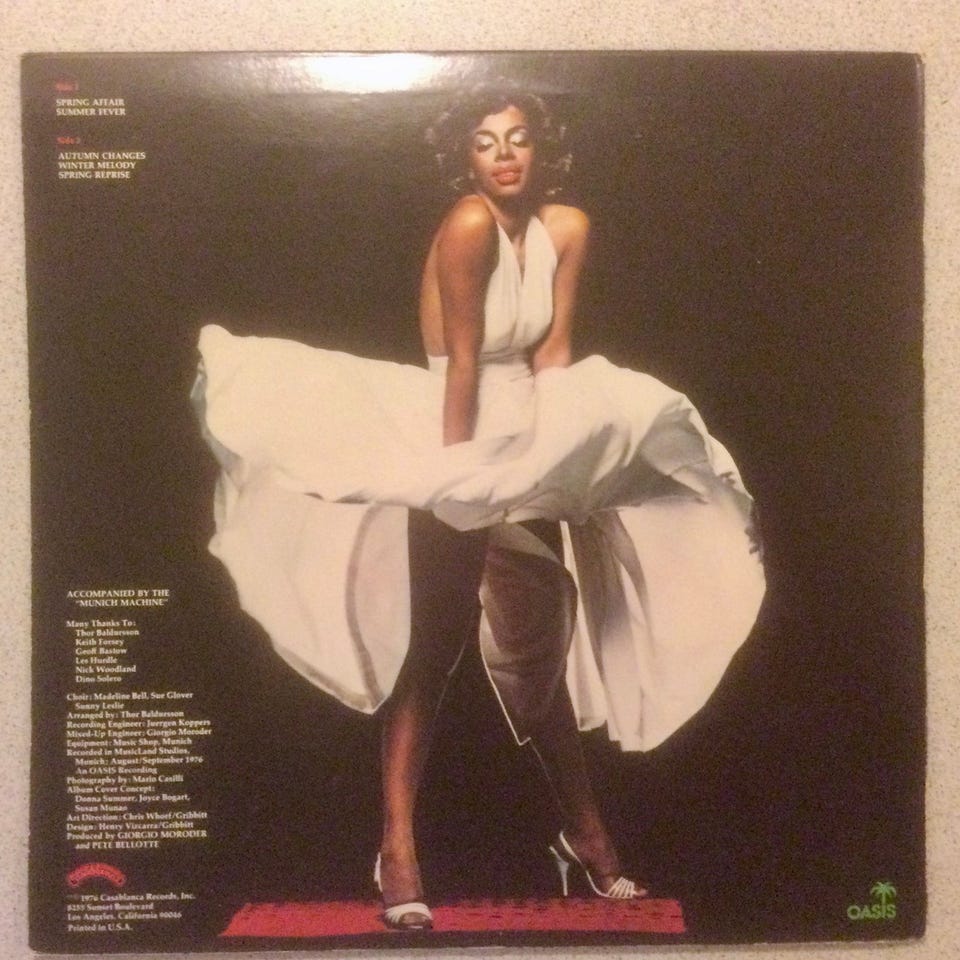 Side 1
SPRING AFFAIR
SUMMER FEVER
Side 2
AUTUMN CHANGES
WINTER MELODY
SPRING REPRISE
ACCOMPANIED BY THE
"MUNICH MACHINE"
Many Thanks To:
Thor Baldursson
Keith Forsey
Geoff Bastow
Les Hurdle
Nick Woodland
Dino Solero
Choir: Madeline Bell, Sue Glover
Sunny Leslie
Arranged by: Thor Baldursson
Recording Engineer: Juergen Koppers
Mixed-Up Engineer: Giorgio Moroder
Equipment: Music Shop, Munich
Recorded in MusicLand Studios,
Munich; August/September 1976
An OASIS Recording
Photography by: Mario Casilli
Album Cover Concept:
Donna Summer, Joyce Bogart,
Susan Munao
Art Direction: Chris Whorf/Gribbitt
Design: Henry Vizcarra/Gribbitt
Produced by GIORGIO MORODER
and PETE BELLOTTE
1976 Casablanca Records, Inc.
8255 Sunset Boulevard
Los Angeles, California 90046
Printed in U.S.A.
OASIS